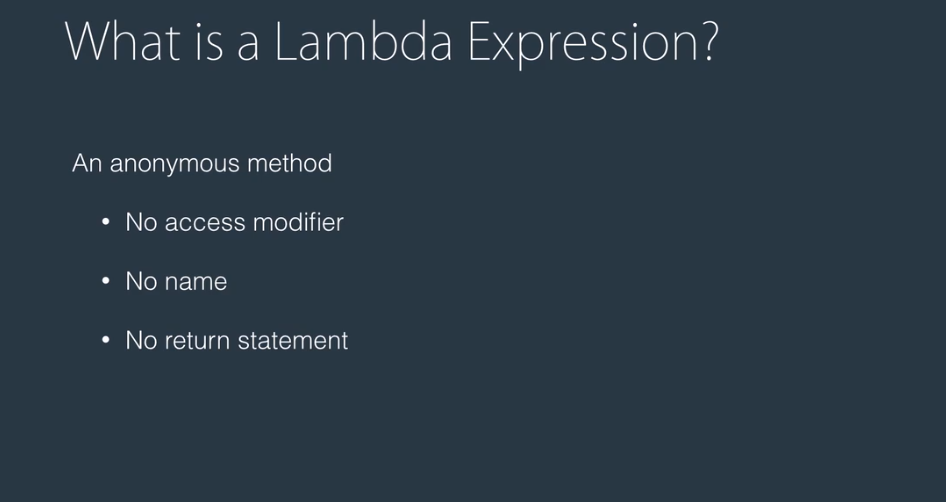 What is a Lambda Expression?
An anonymous method
• No access modifier
• No name
• No return statement